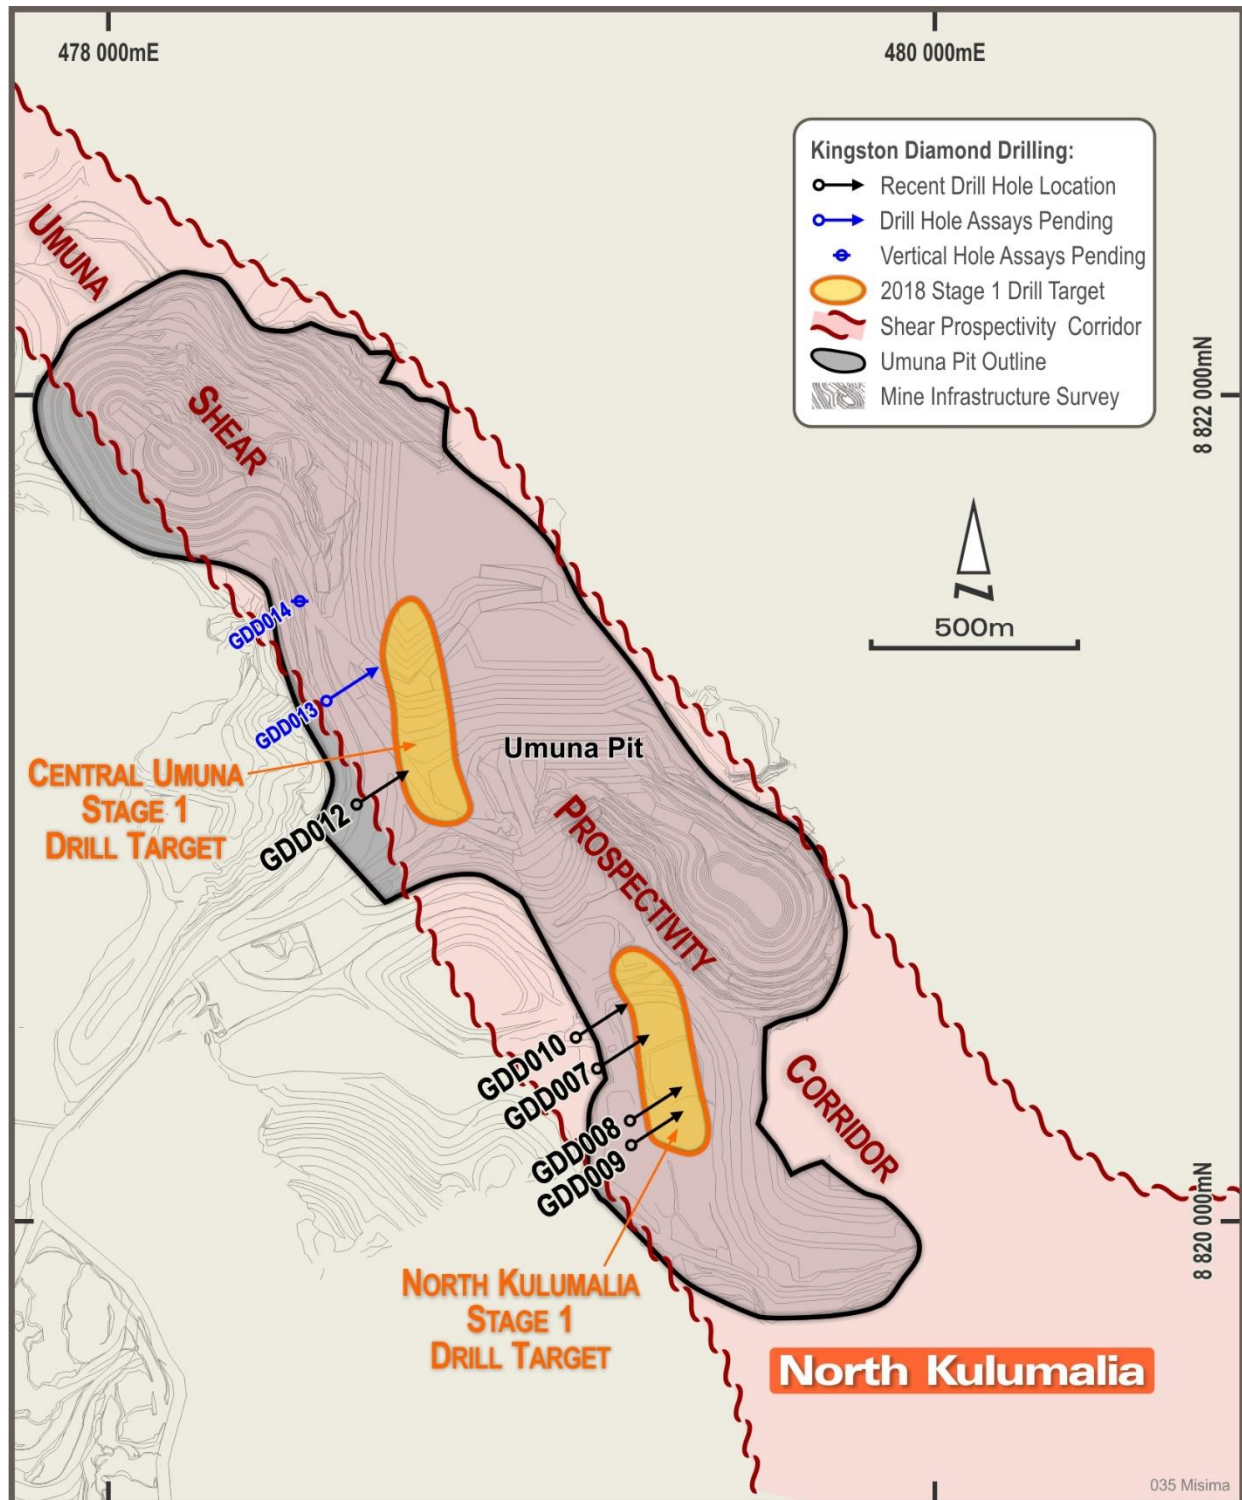 478 000mE
480 000mE
Kingston Diamond Drilling:
Recent Drill Hole Location
Drill Hole Assays Pending
Vertical Hole Assays Pending
2018 Stage 1 Drill Target
Shear Prospectivity Corridor
Umuna Pit Outline
Mine Infrastructure Survey
UMUNA
SHEAR
8 822 000mN
N
500m
GDD014
GDD013
CENTRAL UMUNA
STAGE 1
DRILL TARGET
GDD012
Umuna Pit
PROSPECTIVITY
GDD010
GDD007
GDD008
GDD009
CORRIDOR
8 820 000mN
NORTH KULUMALIA
STAGE 1
DRILL TARGET
North Kulumalia
035 Misima